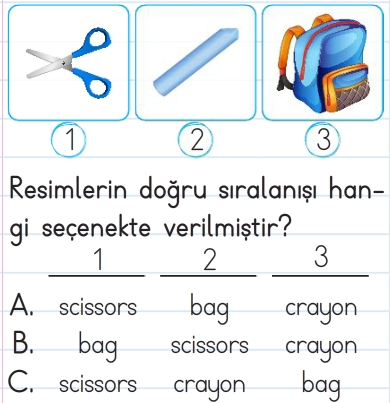 1 2 3
Resimlerin doğru sıralanışı han-
gi seçenekte verilmiştir?
1 2 3
A. scissors bag crayon
B. bag scissors crayon
C. scissors crayon bag